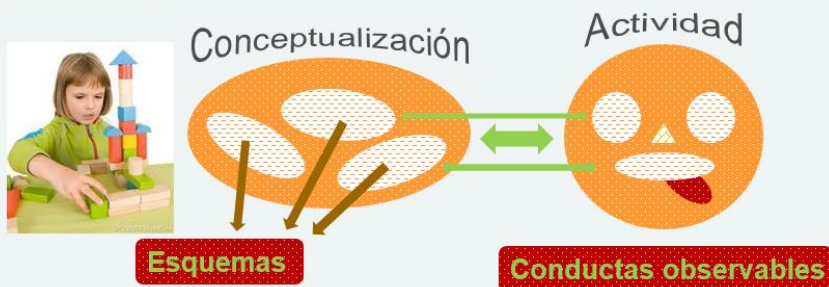 Conceptualización
Actividad
Esquemas
Conductas observables